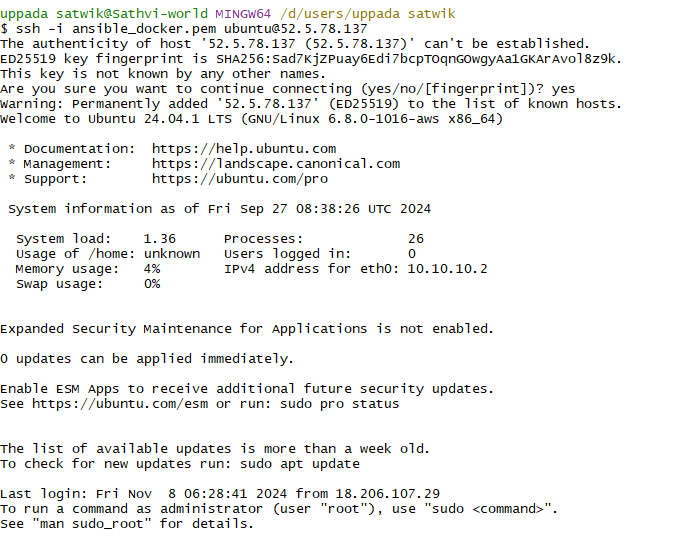 uppada satwik@Sathvi-world MINGW64 /d/users/uppada satwik
$ ssh -i ansible_docker.pem ubuntu@52.5.78.137
The authenticity of host '52.5.78.137 (52.5.78.137)' can't be established.
ED25519 key fingerprint is SHA256:Sad7KjZPuay6Edi7bcpTOqnGOwgyAa1GKArAvol8z9k.
This key is not known by any other names.
Are you sure you want to continue connecting (yes/no/[fingerprint])? yes
Warning: Permanently added '52.5.78.137' (ED25519) to the list of known hosts.
Welcome to Ubuntu 24.04.1 LTS (GNU/Linux 6.8.0-1016-aws x86_64)

 * Documentation:  https://help.ubuntu.com
 * Management:     https://landscape.canonical.com
 * Support:        https://ubuntu.com/pro

 System information as of Fri Sep 27 08:38:26 UTC 2024

  System load:    1.36      Processes:             26
  Usage of /home: unknown   Users logged in:       0
  Memory usage:   4%        IPv4 address for eth0: 10.10.10.2
  Swap usage:     0%

Expanded Security Maintenance for Applications is not enabled.

0 updates can be applied immediately.

Enable ESM Apps to receive additional future security updates.
See https://ubuntu.com/esm or run: sudo pro status

The list of available updates is more than a week old.
To check for new updates run: sudo apt update

Last login: Fri Nov  8 06:28:41 2024 from 18.206.107.29
To run a command as administrator (user "root"), use "sudo <command>".
See "man sudo_root" for details.